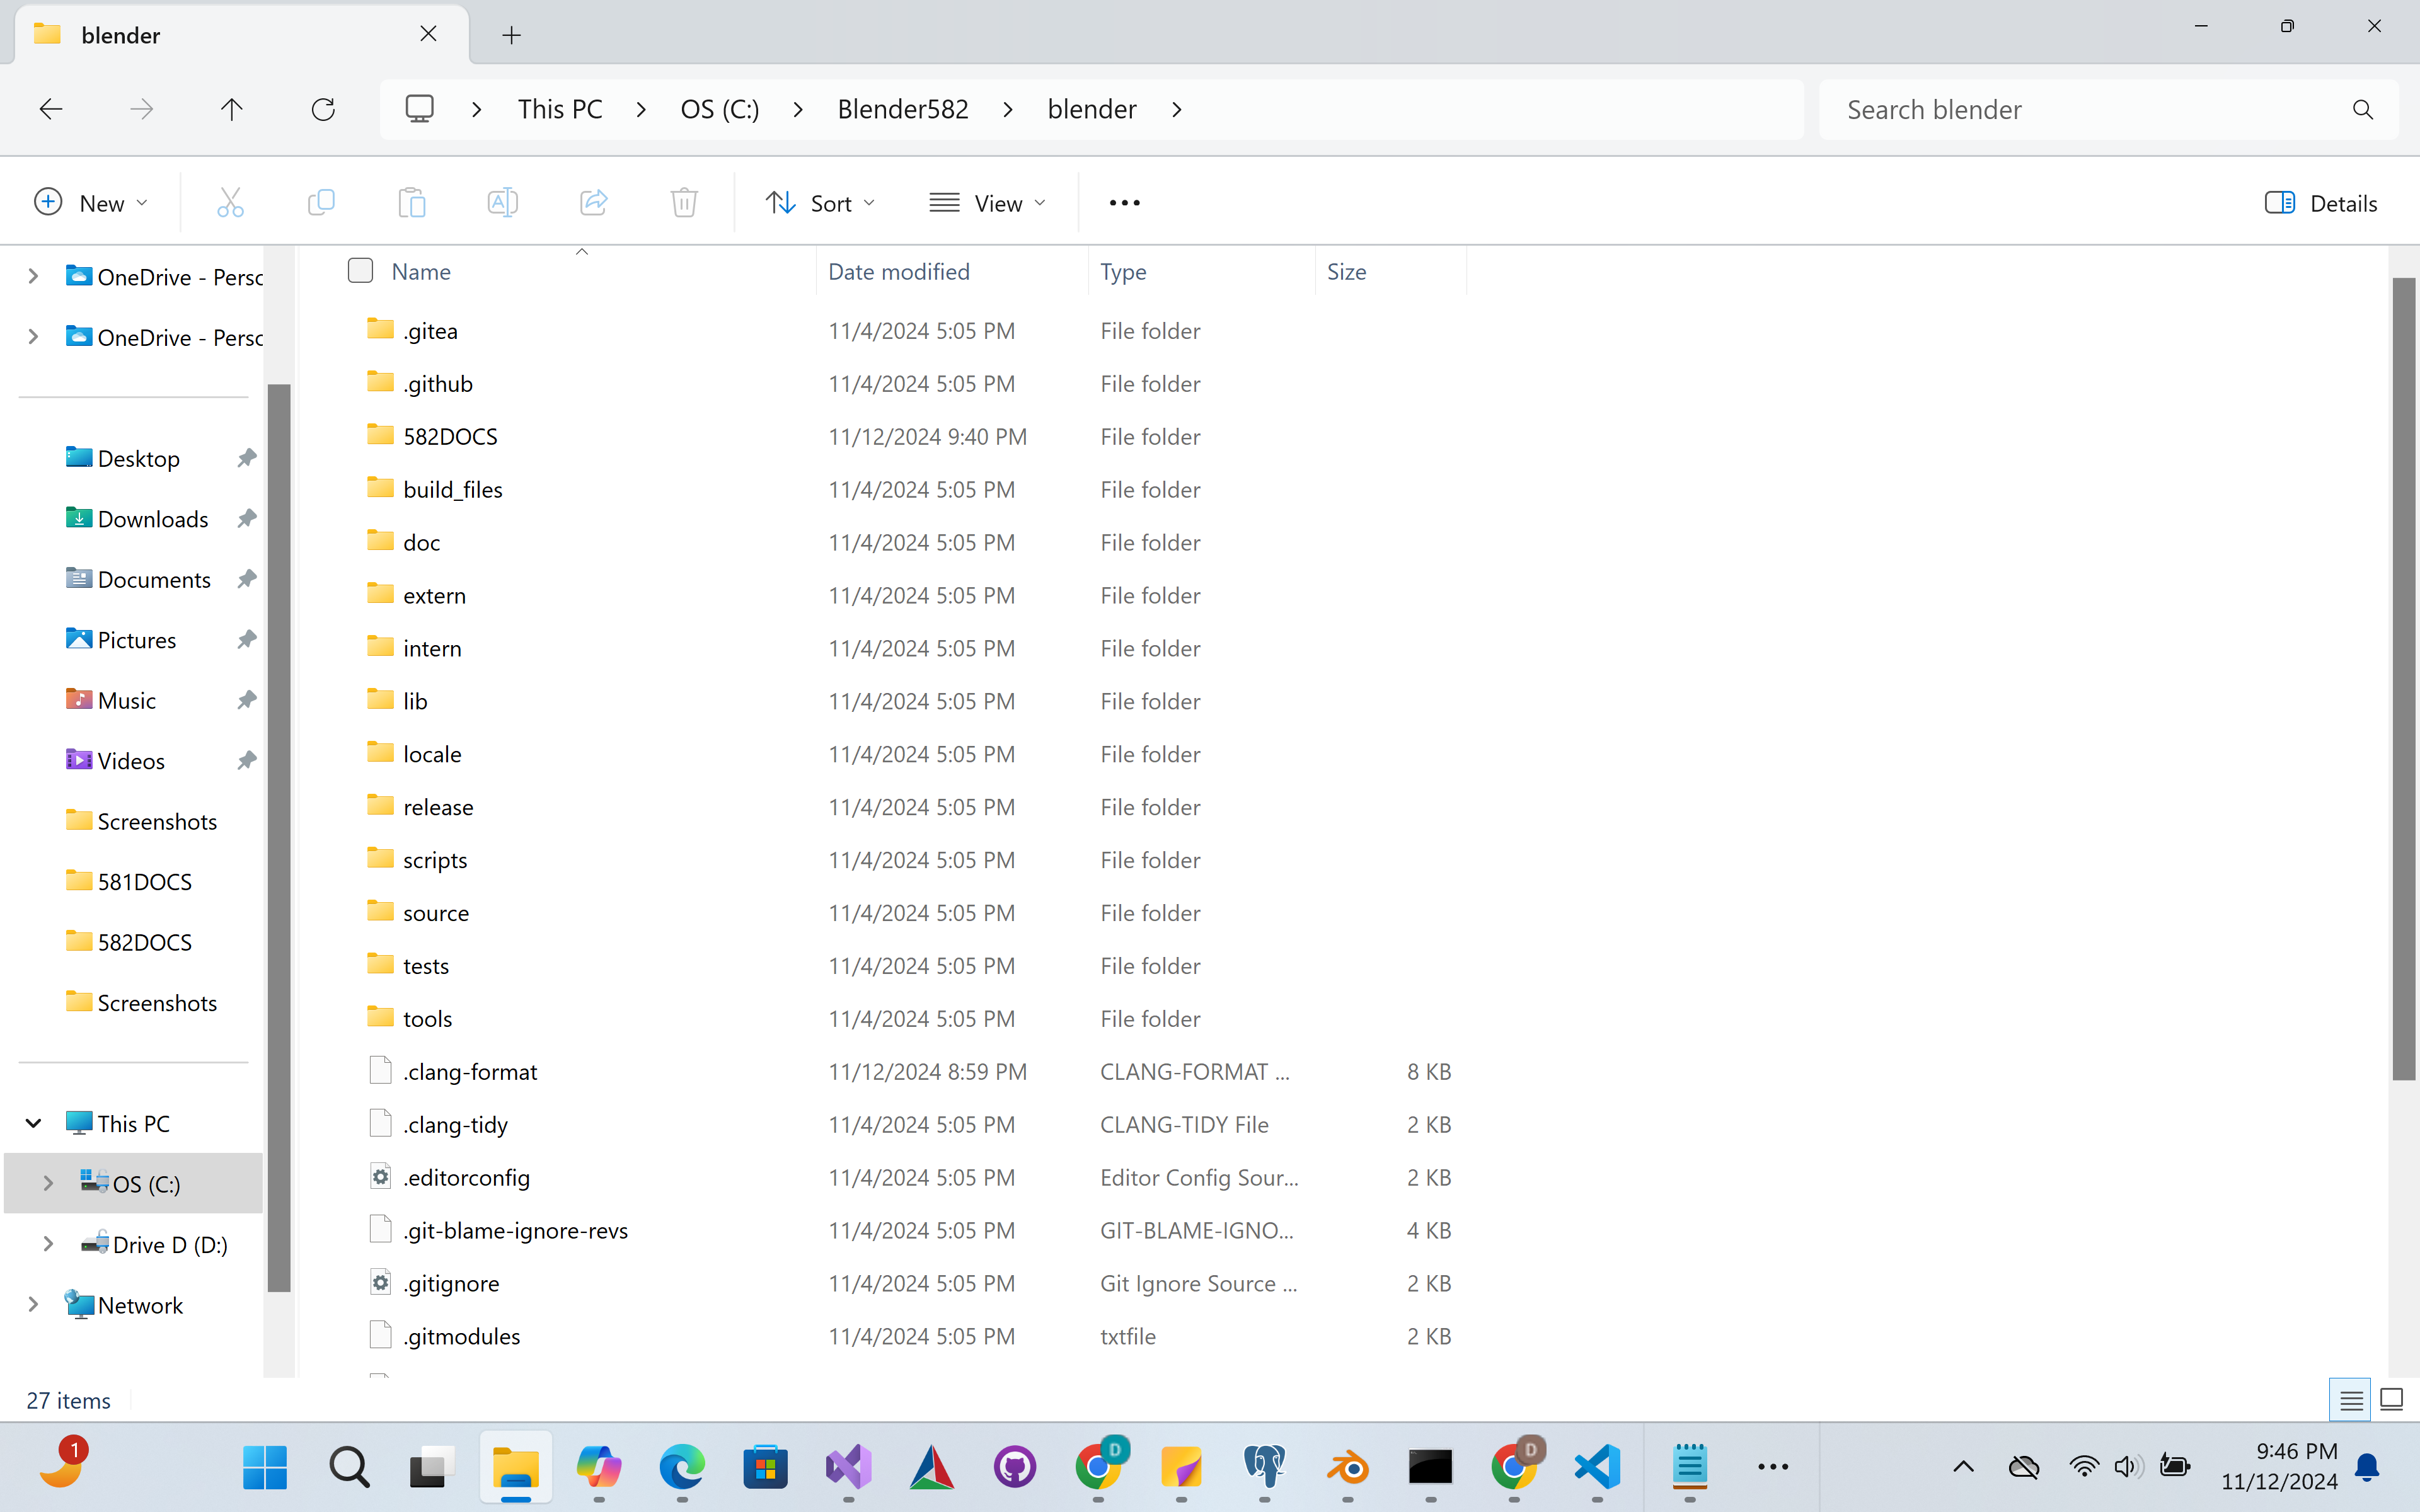 blender
This PC
OS (C:)
Blender582
blender
Search blender
New
Sort
View
Details
OneDrive - Persc
OneDrive - Persc
Desktop
Downloads
Documents
Pictures
Music
Videos
Screenshots
581DOCS
582DOCS
Screenshots
This PC
OS (C:)
Drive D (D:)
Network
Name Date modified Type Size
.gitea 11/4/2024 5:05 PM File folder
.github 11/4/2024 5:05 PM File folder
582DOCS 11/12/2024 9:40 PM File folder
build_files 11/4/2024 5:05 PM File folder
doc 11/4/2024 5:05 PM File folder
extern 11/4/2024 5:05 PM File folder
intern 11/4/2024 5:05 PM File folder
lib 11/4/2024 5:05 PM File folder
locale 11/4/2024 5:05 PM File folder
release 11/4/2024 5:05 PM File folder
scripts 11/4/2024 5:05 PM File folder
source 11/4/2024 5:05 PM File folder
tests 11/4/2024 5:05 PM File folder
tools 11/4/2024 5:05 PM File folder
.clang-format 11/12/2024 8:59 PM CLANG-FORMAT ... 8 KB
.clang-tidy 11/4/2024 5:05 PM CLANG-TIDY File 2 KB
.editorconfig 11/4/2024 5:05 PM Editor Config Sour... 2 KB
.git-blame-ignore-revs 11/4/2024 5:05 PM GIT-BLAME-IGNO... 4 KB
.gitignore 11/4/2024 5:05 PM Git Ignore Source ... 2 KB
.gitmodules 11/4/2024 5:05 PM txtfile 2 KB
27 items
1
D
D
9:46 PM
11/12/2024